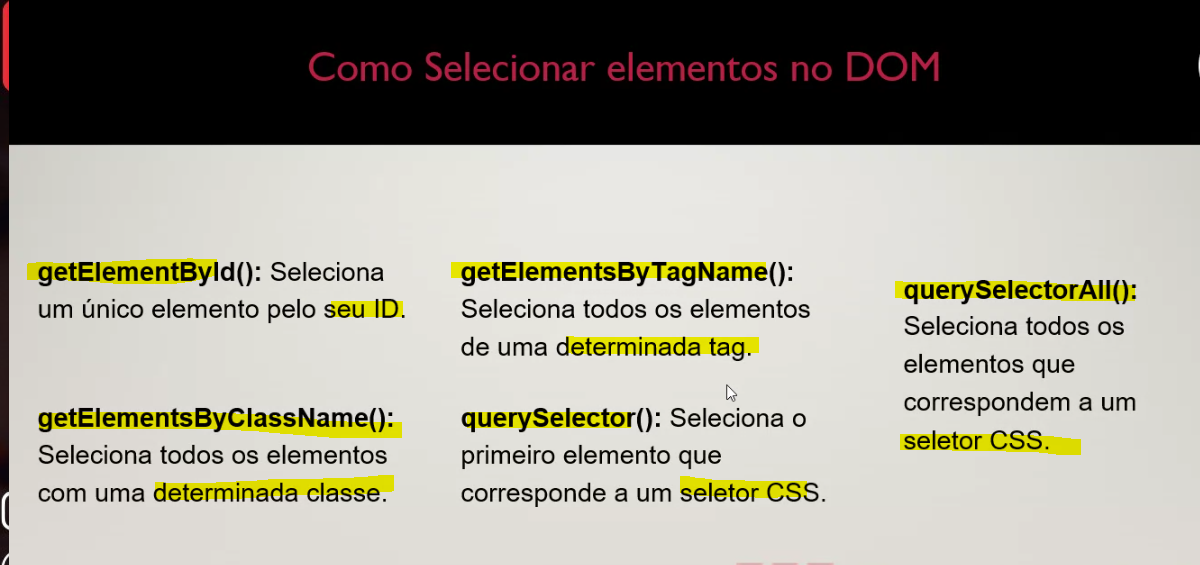 Como Selecionar elementos no DOM
getElementById(): Seleciona
um único elemento pelo seu ID.
getElementsByClassName():
Seleciona todos os elementos
com uma determinada classe.
getElementsByTagName():
Seleciona todos os elementos
de uma determinada tag.
querySelector(): Seleciona o
primeiro elemento que
corresponde a um seletor CSS.
querySelectorAll():
Seleciona todos os
elementos que
correspondem a um
seletor CSS.